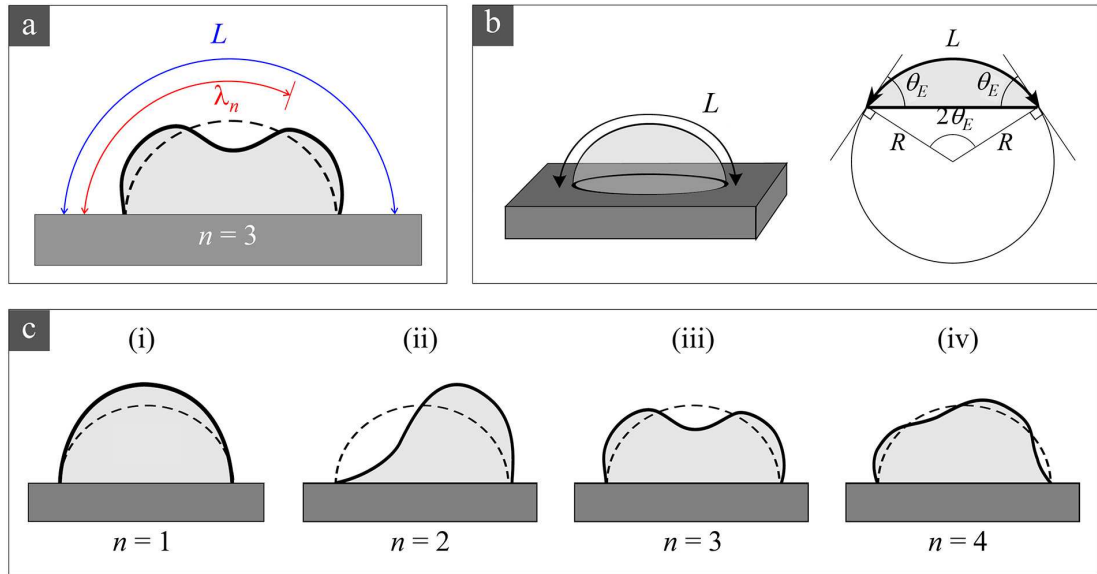 a
L
λn
n = 3
b
L
L
θE
θE
2θE
R
R
c
(i)
(ii)
(iii)
(iv)
n = 1
n = 2
n = 3
n = 4